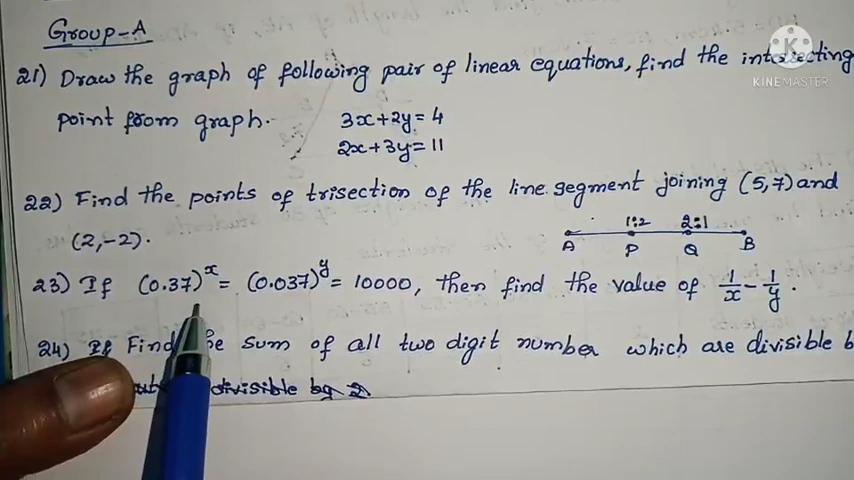 Group-A
21) Draw the graph of following pair of linear equations, find the intersecting
point from graph.
3x+2y=4
2x+3y=11
22) Find the points of trisection of the line segment joining (5,7) and
(2,-2).
1:2 2:1
A P Q B
23) If (0.37)^x = (0.037)^y = 10000, then find the value of 1/x - 1/y.
24) If Find the sum of all two digit number which are divisible b
divisible by 2
K
KINEMASTER